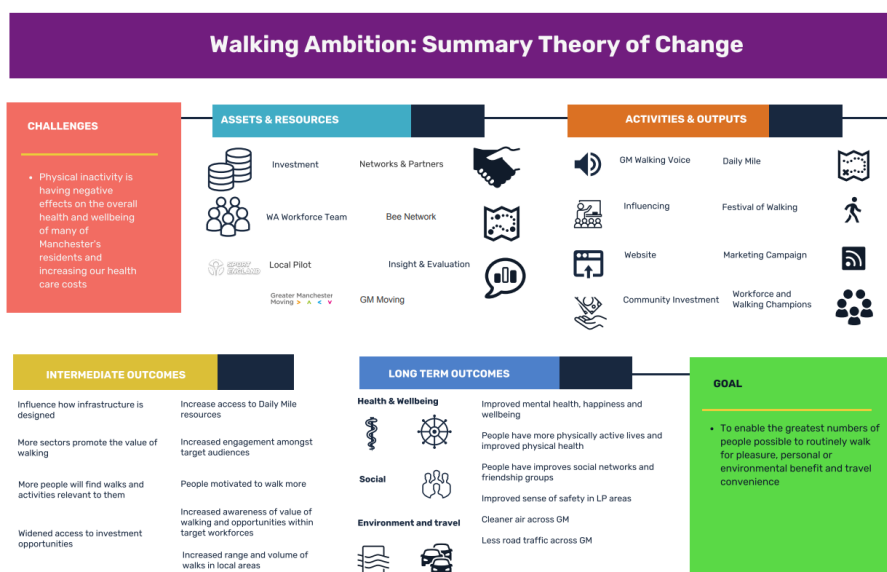 Walking Ambition: Summary Theory of Change
CHALLENGES
Physical inactivity is
having negative
effects on the overall
health and wellbeing
of many of
Manchester's
residents and
increasing our health
care costs
ASSETS & RESOURCES
Investment
Networks & Partners
WA Workforce Team
Bee Network
SPORT
ENGLAND
Local Pilot
Insight & Evaluation
Greater Manchester
Moving
GM Moving
ACTIVITIES & OUTPUTS
GM Walking Voice
Daily Mile
Influencing
Festival of Walking
Website
Marketing Campaign
Community Investment
Workforce and
Walking Champions
INTERMEDIATE OUTCOMES
Influence how infrastructure is
designed
More sectors promote the value of
walking
More people will find walks and
activities relevant to them
Widened access to investment
opportunities
Increase access to Daily Mile
resources
Increased engagement amongst
target audiences
People motivated to walk more
Increased awareness of value of
walking and opportunities within
target workforces
Increased range and volume of
walks in local areas
LONG TERM OUTCOMES
Health & Wellbeing
Social
Environment and travel
Improved mental health, happiness and
wellbeing
People have more physically active lives and
improved physical health
People have improves social networks and
friendship groups
Improved sense of safety in LP areas
Cleaner air across GM
Less road traffic across GM
GOAL
To enable the greatest numbers of
people possible to routinely walk
for pleasure, personal or
environmental benefit and travel
convenience